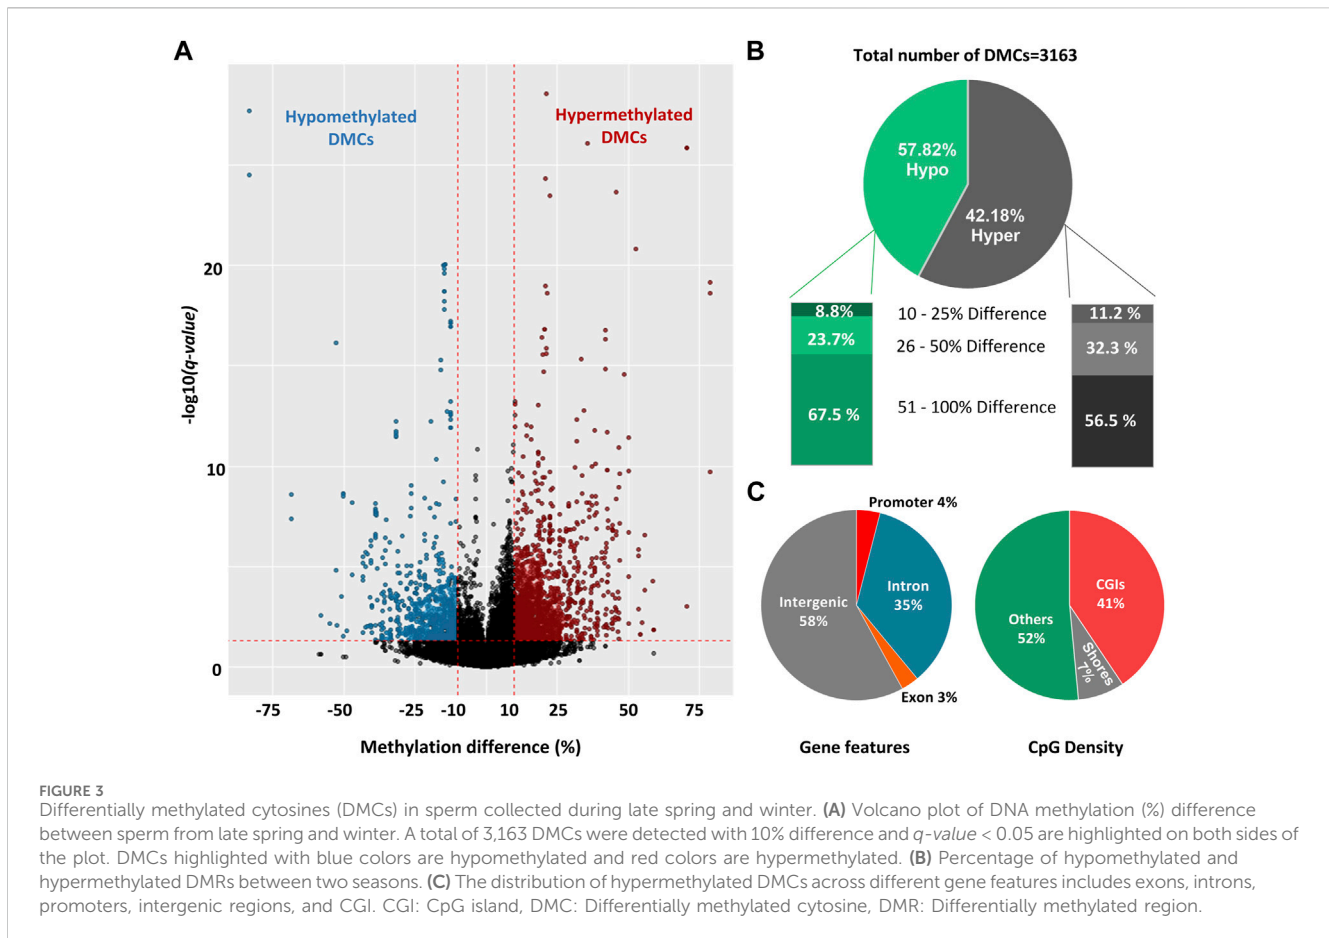 A
Hypomethylated
DMCs
Hypermethylated
DMCs
-log10(q-value)
20
10
0
-75
-50
-25
-10
10
25
50
75
Methylation difference (%)
B
Total number of DMCs=3163
57.82%
Hypo
42.18%
Hyper
8.8%
10 - 25% Difference
11.2 %
23.7%
26 - 50% Difference
32.3 %
67.5 %
51 - 100% Difference
56.5 %
C
Promoter 4%
Intron
35%
Intergenic
58%
Exon 3%
Gene features
CGIs
41%
Others
52%
Shores
7%
CpG Density
FIGURE 3
Differentially methylated cytosines (DMCs) in sperm collected during late spring and winter. (A) Volcano plot of DNA methylation (%) difference
between sperm from late spring and winter. A total of 3,163 DMCs were detected with 10% difference and q-value < 0.05 are highlighted on both sides of
the plot. DMCs highlighted with blue colors are hypomethylated and red colors are hypermethylated. (B) Percentage of hypomethylated and
hypermethylated DMRs between two seasons. (C) The distribution of hypermethylated DMCs across different gene features includes exons, introns,
promoters, intergenic regions, and CGI. CGI: CpG island, DMC: Differentially methylated cytosine, DMR: Differentially methylated region.